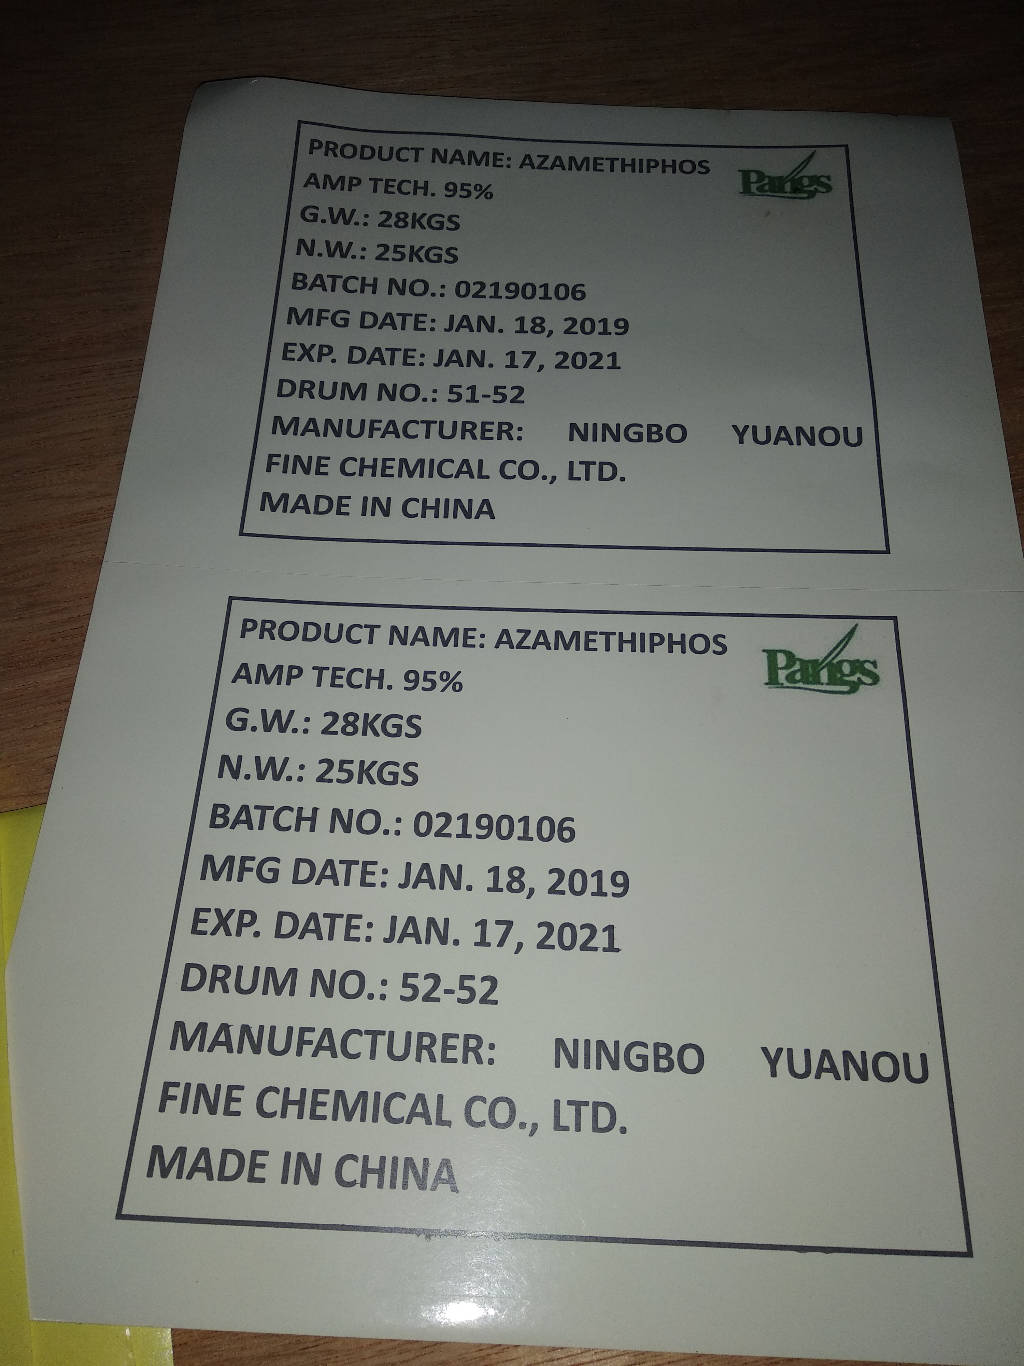 PRODUCT NAME: AZAMETHIPHOS
Pangs
AMP TECH. 95%
G.W.: 28KGS
N.W.: 25KGS
BATCH NO.: 02190106
MFG DATE: JAN. 18, 2019
EXP. DATE: JAN. 17, 2021
DRUM NO.: 51-52
MANUFACTURER: NINGBO YUANOU
FINE CHEMICAL CO., LTD.
MADE IN CHINA
PRODUCT NAME: AZAMETHIPHOS
Pangs
AMP TECH. 95%
G.W.: 28KGS
N.W.: 25KGS
BATCH NO.: 02190106
MFG DATE: JAN. 18, 2019
EXP. DATE: JAN. 17, 2021
DRUM NO.: 52-52
MANUFACTURER: NINGBO YUANOU
FINE CHEMICAL CO., LTD.
MADE IN CHINA